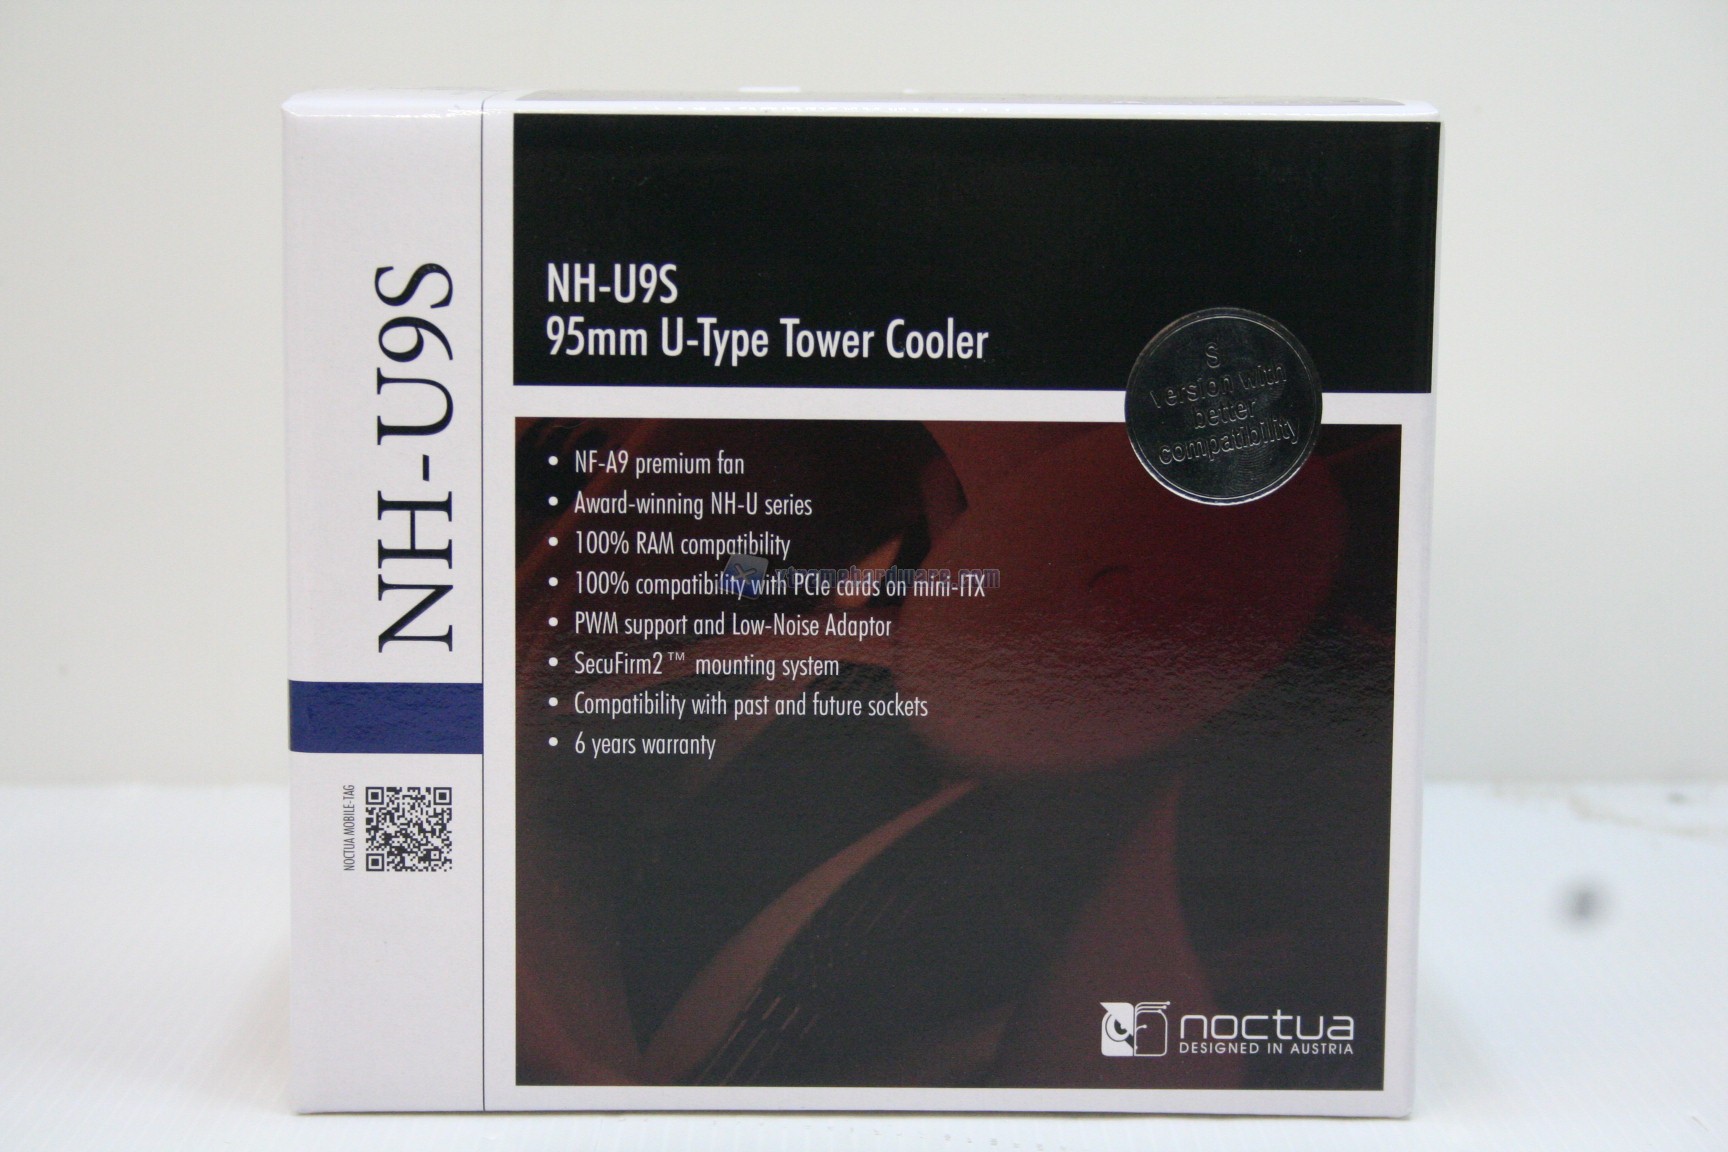 NH-U9S
NOCTUA MOBILE-TAG
NH-U9S
95mm U-Type Tower Cooler
S
Version with
better
compatibility
• NF-A9 premium fan
• Award-winning NH-U series
• 100% RAM compatibility
• 100% compatibility with PCIe cards on mini-ITX
• PWM support and Low-Noise Adaptor
• SecuFirm2™ mounting system
• Compatibility with past and future sockets
• 6 years warranty
xtremehardware.com
noctua
DESIGNED IN AUSTRIA